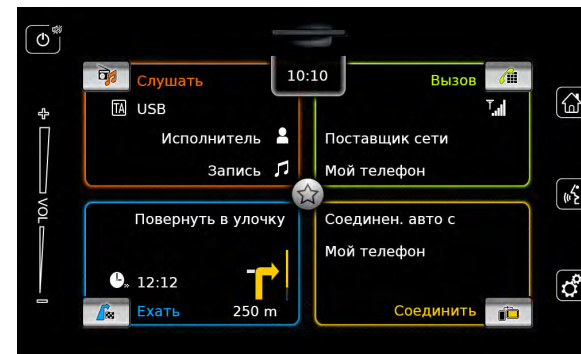 10:10
Слушать
TA USB
Исполнитель
Запись
Вызов
Поставщик сети
Мой телефон
VOL
Повернуть в улочку
12:12
Ехать 250 m
Соединен. авто с
Мой телефон
Соединить